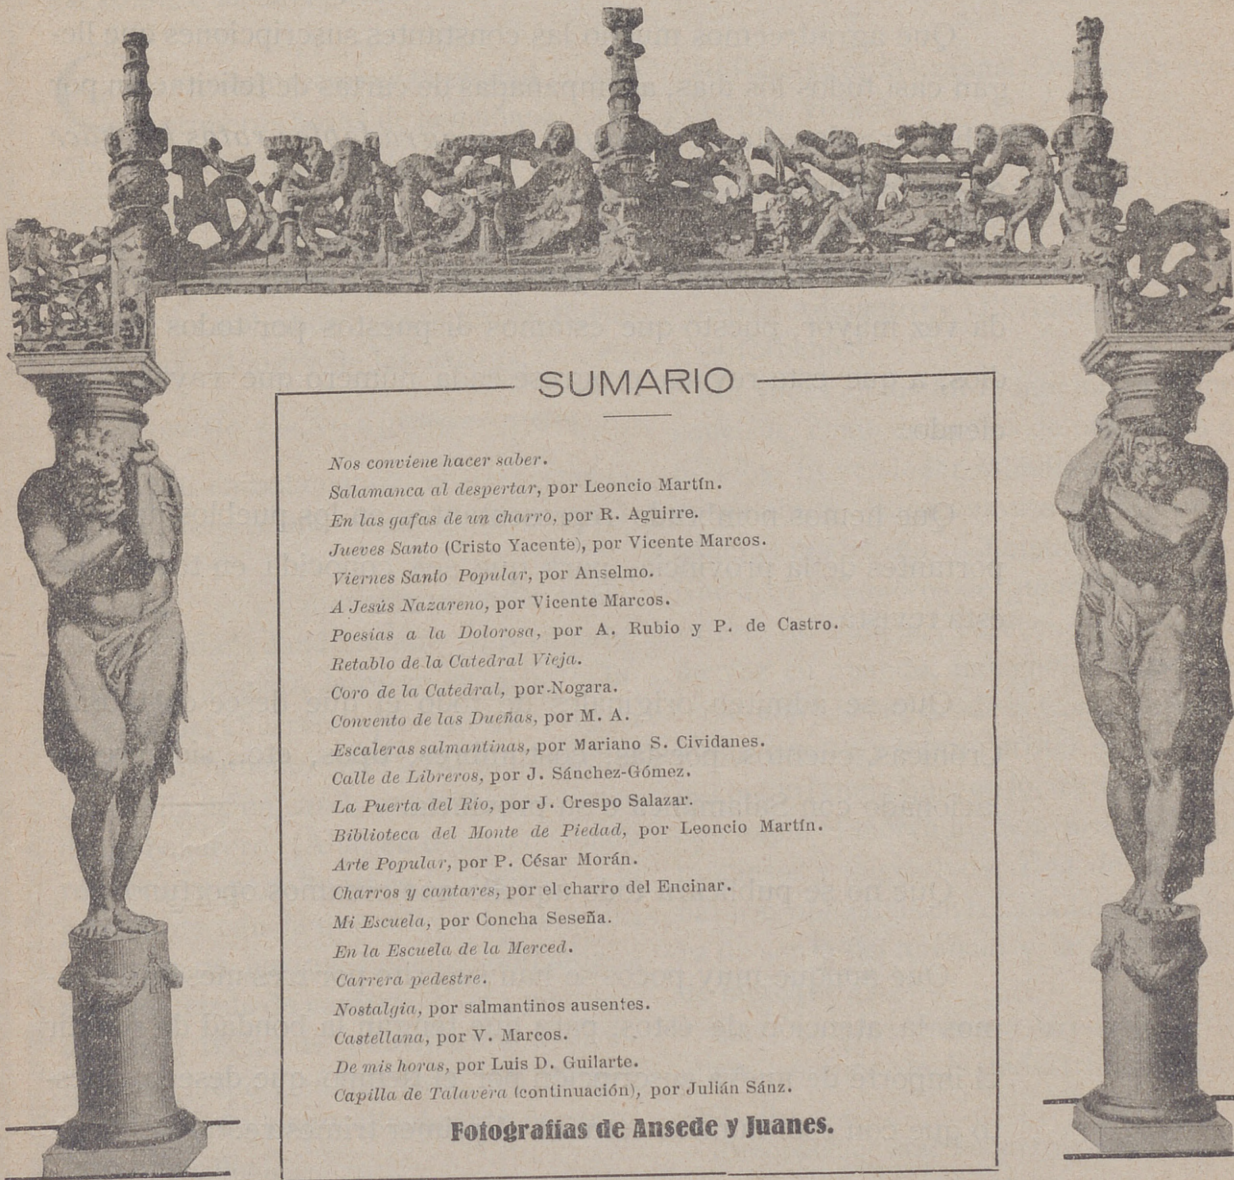 SUMARIO
Nos conviene hacer saber.
Salamanca al despertar, por Leoncio Martín.
En las gafas de un charro, por R. Aguirre.
Jueves Santo (Cristo Yacente), por Vicente Marcos.
Viernes Santo Popular, por Anselmo.
A Jesús Nazareno, por Vicente Marcos.
Poesias a la Dolorosa, por A. Rubio y P. de Castro.
Retablo de la Catedral Vieja.
Coro de la Catedral, por Nogara.
Convento de las Dueñas, por M. A.
Escaleras salmantinas, por Mariano S. Cividanes.
Calle de Libreros, por J. Sánchez-Gómez.
La Puerta del Rio, por J. Crespo Salazar.
Biblioteca del Monte de Piedad, por Leoncio Martín.
Arte Popular, por P. César Morán.
Charros y cantares, por el charro del Encinar.
Mi Escuela, por Concha Seseña.
En la Escuela de la Merced.
Carrera pedestre.
Nostalgia, por salmantinos ausentes.
Castellana, por V. Marcos.
De mis horas, por Luis D. Guilarte.
Capilla de Talavera (continuación), por Julián Sánz.
Fotografías de Ansede y Juanes.